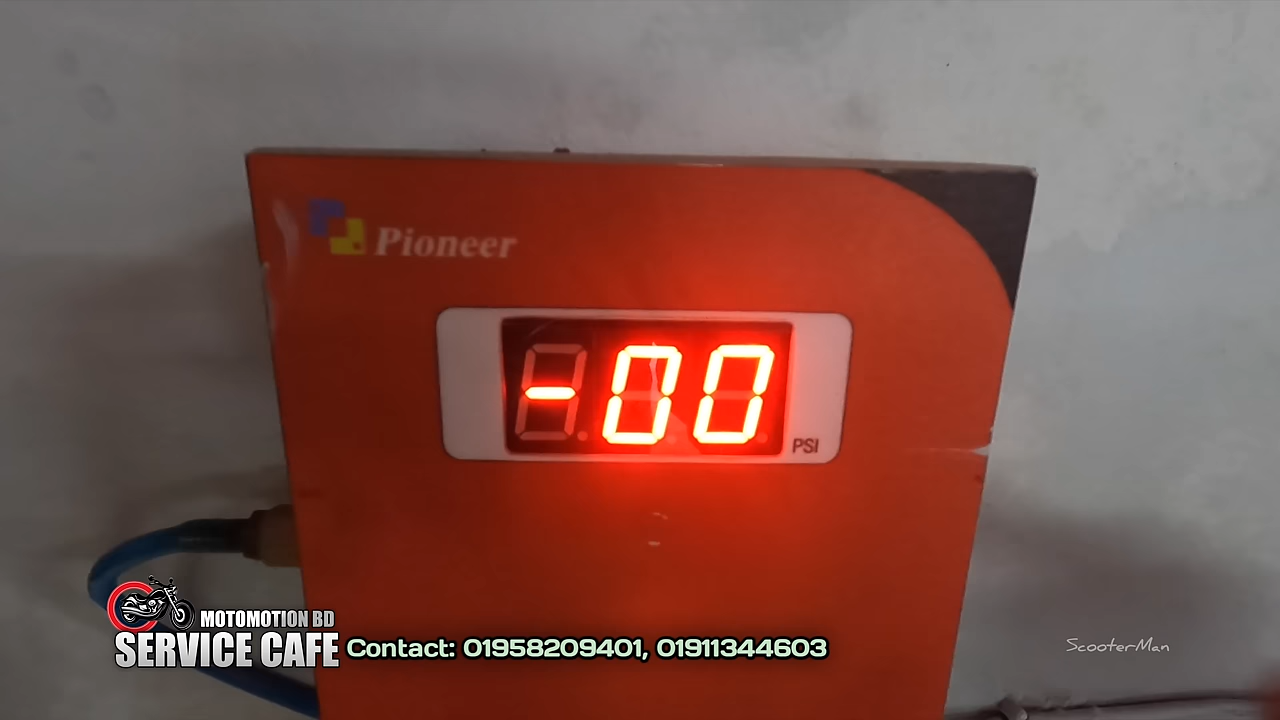 Pioneer
-00
PSI
MOTOMOTION BD
SERVICE CAFE
Contact: 01958209401, 01911344603
ScooterMan